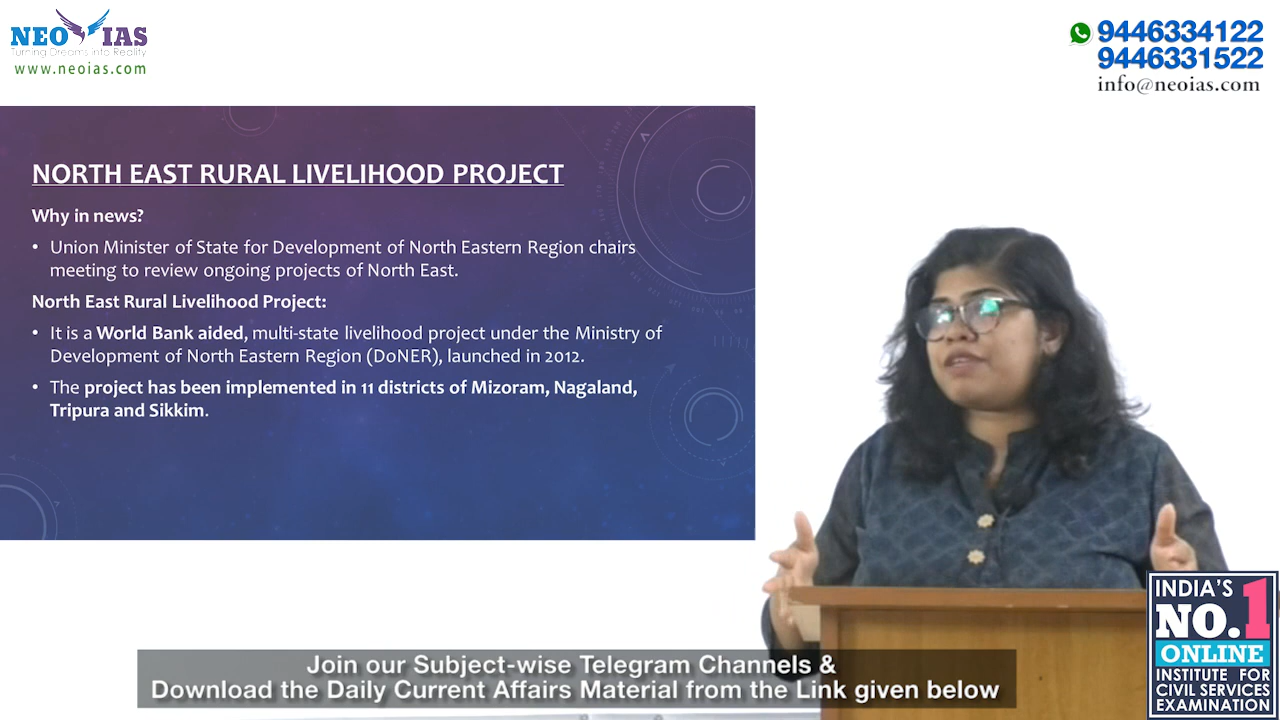 NEO IAS
Turning Dreams into Reality
www.neoias.com
9446334122
9446331522
info@neoias.com
NORTH EAST RURAL LIVELIHOOD PROJECT
Why in news?
• Union Minister of State for Development of North Eastern Region chairs
meeting to review ongoing projects of North East.
North East Rural Livelihood Project:
• It is a World Bank aided, multi-state livelihood project under the Ministry of
Development of North Eastern Region (DoNER), launched in 2012.
• The project has been implemented in 11 districts of Mizoram, Nagaland,
Tripura and Sikkim.
INDIA'S
NO.1
ONLINE
INSTITUTE FOR
CIVIL SERVICES
EXAMINATION
Join our Subject-wise Telegram Channels &
Download the Daily Current Affairs Material from the Link given below